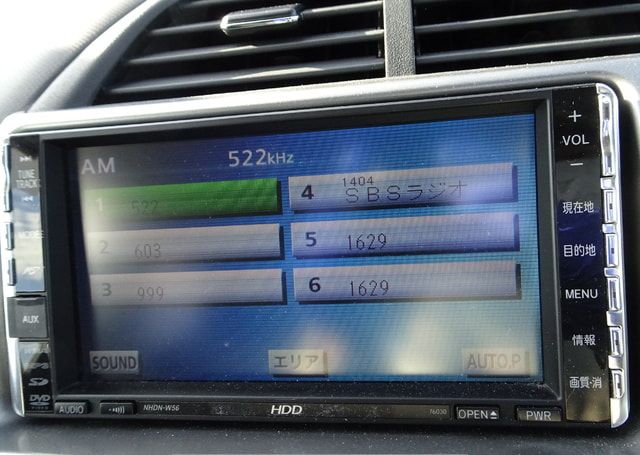 AM
522kHz
1 522
2 603
3 999
4 1404 SBSラジオ
5 1629
6 1629
SOUND
エリア
AUTO.P
TUNE
TRACK
AUX
DVD
VIDEO
AUDIO
NHDN-W56
HDD
76030
OPEN
PWR
+
VOL
−
現在地
目的地
MENU
情報
画質・消